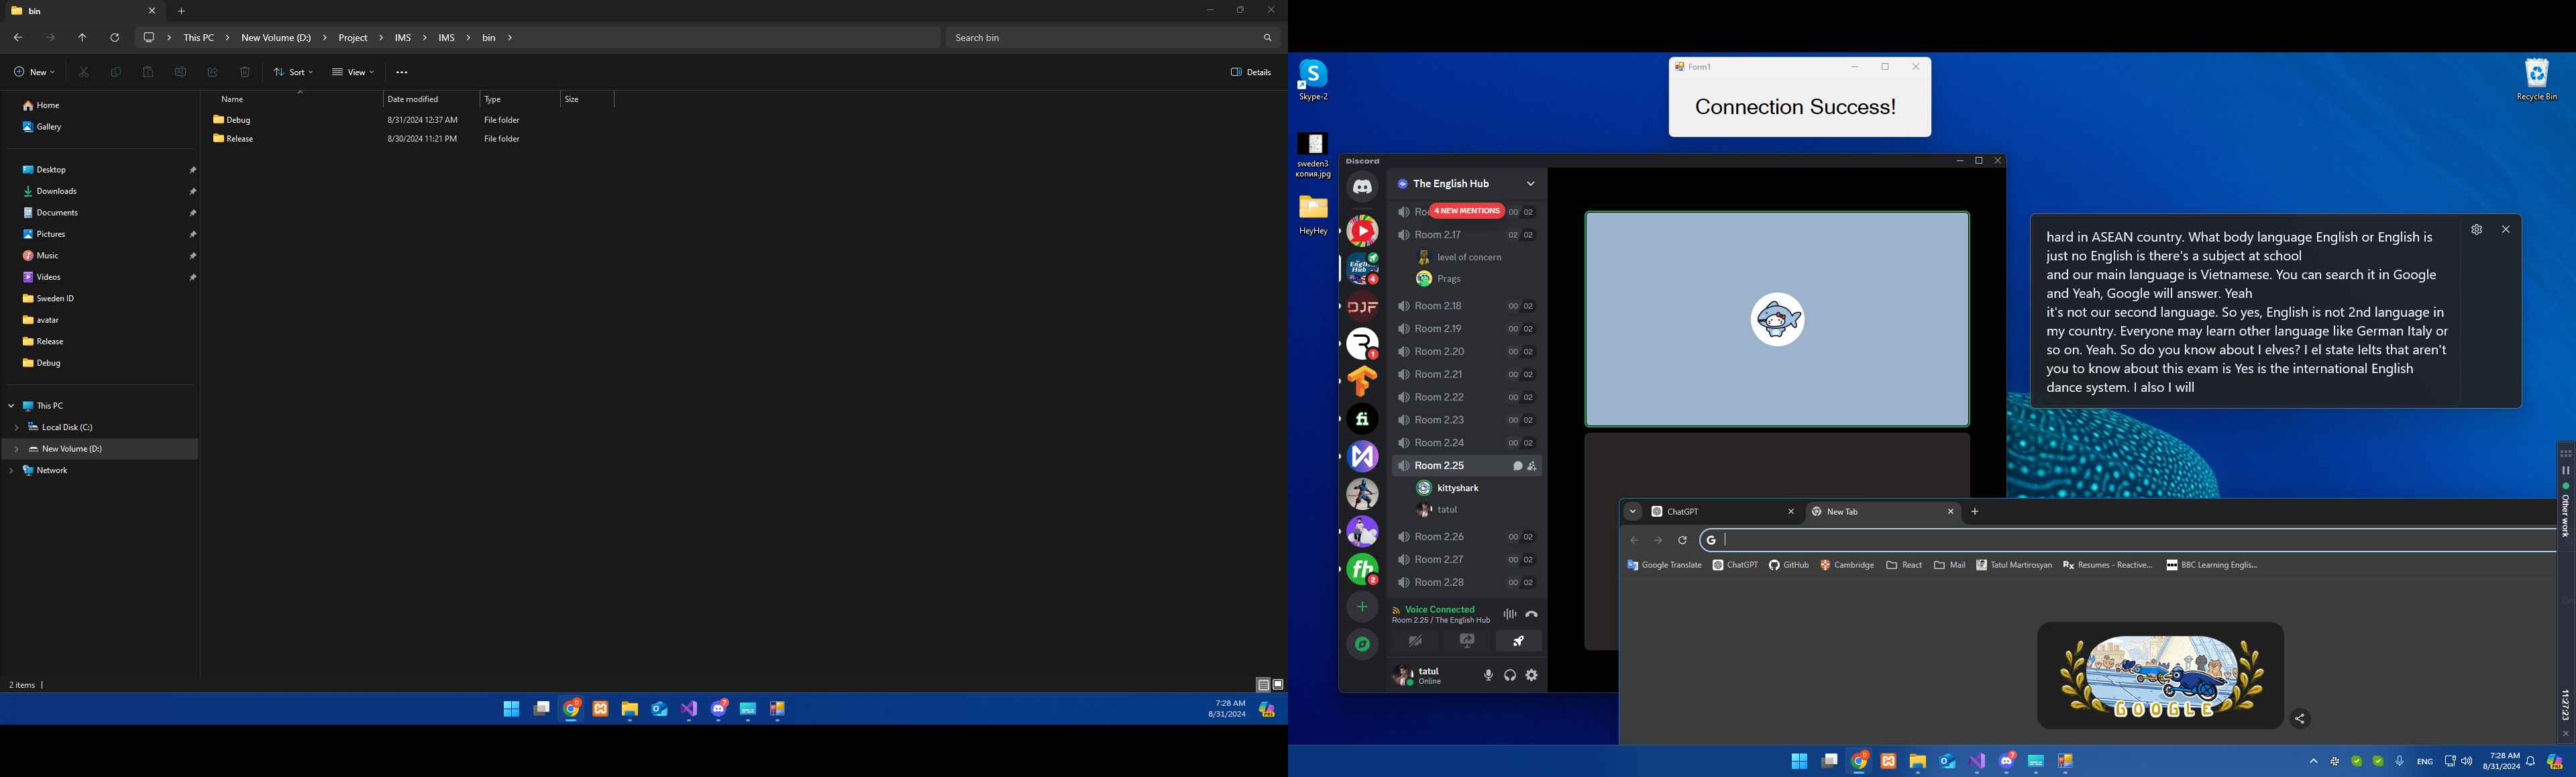 bin
This PC
New Volume (D:)
Project
IMS
IMS
bin
Search bin
New
Sort
View
Details
Name
Date modified
Type
Size
Debug
8/31/2024 12:37 AM
File folder
Release
8/30/2024 11:21 PM
File folder
Home
Gallery
Desktop
Downloads
Documents
Pictures
Music
Videos
Sweden ID
avatar
Release
Debug
This PC
Local Disk (C:)
New Volume (D:)
Network
2 items
7:28 AM
8/31/2024
Skype-2
sweden3
копия.jpg
HeyHey
Recycle Bin
Form1
Connection Success!
Discord
The English Hub
4 NEW MENTIONS
00 02
Room 2.17
02 02
level of concern
Prags
Room 2.18
00 02
Room 2.19
00 02
Room 2.20
00 02
Room 2.21
00 02
Room 2.22
00 02
Room 2.23
00 02
Room 2.24
00 02
Room 2.25
kittyshark
tatul
Room 2.26
00 02
Room 2.27
00 02
Room 2.28
00 02
Voice Connected
Room 2.25 / The English Hub
tatul
Online
hard in ASEAN country. What body language English or English is
just no English is there's a subject at school
and our main language is Vietnamese. You can search it in Google
and Yeah, Google will answer. Yeah
it's not our second language. So yes, English is not 2nd language in
my country. Everyone may learn other language like German Italy or
so on. Yeah. So do you know about I elves? I el state Ielts that aren't
you to know about this exam is Yes is the international English
dance system. I also I will
ChatGPT
New Tab
Google Translate
ChatGPT
GitHub
Cambridge
React
Mail
Tatul Martirosyan
Resumes - Reactive...
BBC Learning Englis...
GOOGLE
Other work
11:27:23
ENG
7:28 AM
8/31/2024